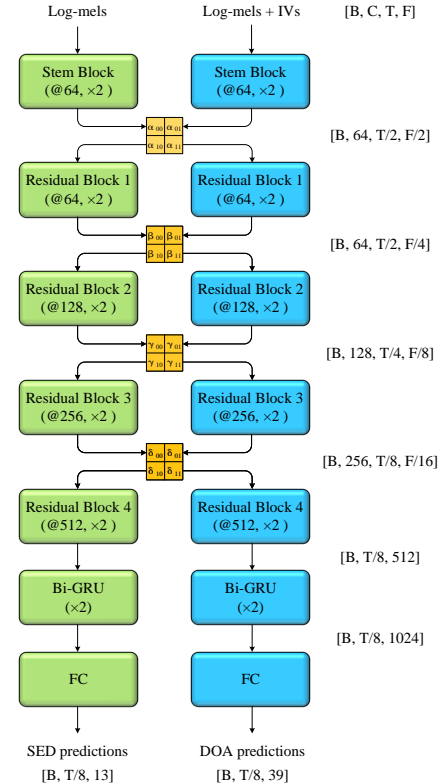 Log-mels
Log-mels + IVs
[B, C, T, F]
Stem Block
(@64, ×2 )
Stem Block
(@64, ×2 )
α 00 α 01
α 10 α 11
[B, 64, T/2, F/2]
Residual Block 1
(@64, ×2 )
Residual Block 1
(@64, ×2 )
β 00 β 01
β 10 β 11
[B, 64, T/2, F/4]
Residual Block 2
(@128, ×2 )
Residual Block 2
(@128, ×2 )
γ 00 γ 01
γ 10 γ 11
[B, 128, T/4, F/8]
Residual Block 3
(@256, ×2 )
Residual Block 3
(@256, ×2 )
δ 00 δ 01
δ 10 δ 11
[B, 256, T/8, F/16]
Residual Block 4
(@512, ×2 )
Residual Block 4
(@512, ×2 )
[B, T/8, 512]
Bi-GRU
(×2)
Bi-GRU
(×2)
[B, T/8, 1024]
FC
FC
SED predictions
[B, T/8, 13]
DOA predictions
[B, T/8, 39]